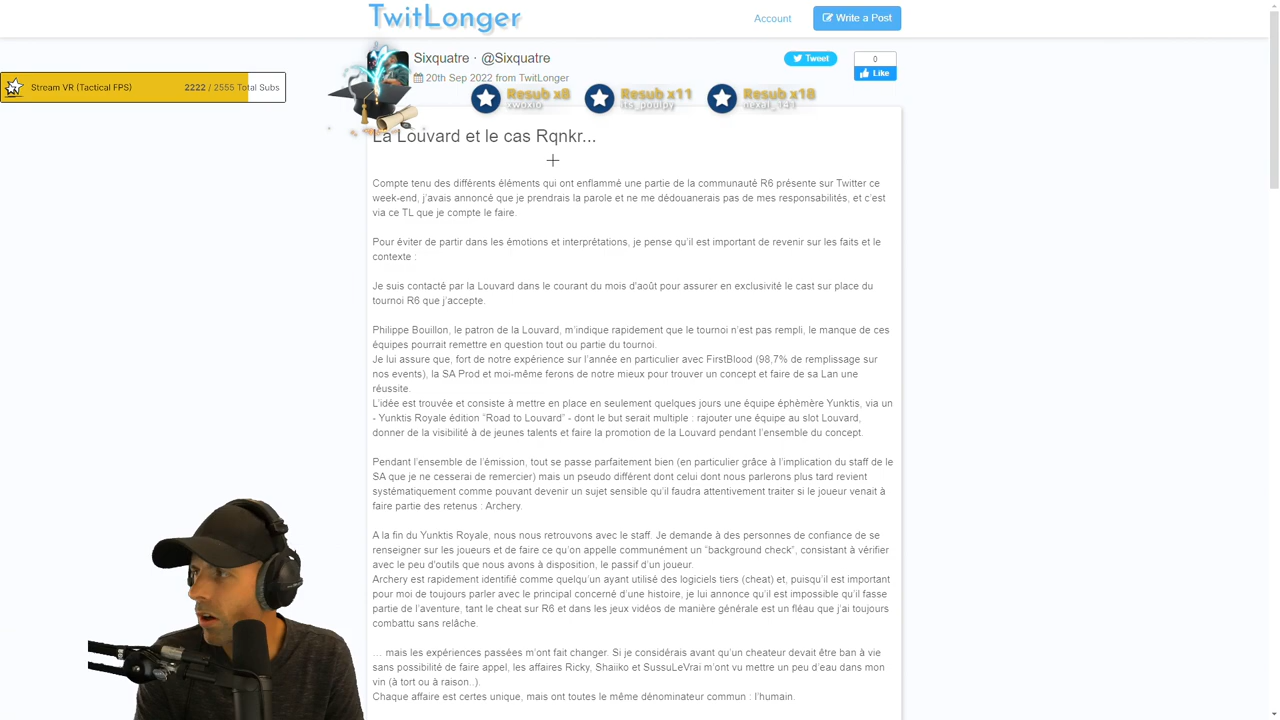 TwitLonger
Account
Write a Post
Sixquatre · @Sixquatre
Tweet
0
20th Sep 2022 from TwitLonger
Like
Stream VR (Tactical FPS)
2222 / 2555 Total Subs
Resub x8
xwoxio
Resub x11
its_poulpy
Resub x18
nexal_141
La Louvard et le cas Rqnkr...
Compte tenu des différents éléments qui ont enflammé une partie de la communauté R6 présente sur Twitter ce
week-end, j'avais annoncé que je prendrais la parole et ne me dédouanerais pas de mes responsabilités, et c'est
via ce TL que je compte le faire.
Pour éviter de partir dans les émotions et interprétations, je pense qu'il est important de revenir sur les faits et le
contexte :
Je suis contacté par la Louvard dans le courant du mois d'août pour assurer en exclusivité le cast sur place du
tournoi R6 que j'accepte.
Philippe Bouillon, le patron de la Louvard, m'indique rapidement que le tournoi n'est pas rempli, le manque de ces
équipes pourrait remettre en question tout ou partie du tournoi.
Je lui assure que, fort de notre expérience sur l'année en particulier avec FirstBlood (98,7% de remplissage sur
nos events), la SA Prod et moi-même ferons de notre mieux pour trouver un concept et faire de sa Lan une
réussite.
L'idée est trouvée et consiste à mettre en place en seulement quelques jours une équipe éphémère Yunktis, via un
- Yunktis Royale édition “Road to Louvard” - dont le but serait multiple : rajouter une équipe au slot Louvard,
donner de la visibilité à de jeunes talents et faire la promotion de la Louvard pendant l'ensemble du concept.
Pendant l'ensemble de l'émission, tout se passe parfaitement bien (en particulier grâce à l'implication du staff de le
SA que je ne cesserai de remercier) mais un pseudo différent dont celui dont nous parlerons plus tard revient
systématiquement comme pouvant devenir un sujet sensible qu'il faudra attentivement traiter si le joueur venait à
faire partie des retenus : Archery.
A la fin du Yunktis Royale, nous nous retrouvons avec le staff. Je demande à des personnes de confiance de se
renseigner sur les joueurs et de faire ce qu'on appelle communément un “background check”, consistant à vérifier
avec le peu d'outils que nous avons à disposition, le passif d'un joueur.
Archery est rapidement identifié comme quelqu'un ayant utilisé des logiciels tiers (cheat) et, puisqu'il est important
pour moi de toujours parler avec le principal concerné d'une histoire, je lui annonce qu'il est impossible qu'il fasse
partie de l'aventure, tant le cheat sur R6 et dans les jeux vidéos de manière générale est un fléau que j'ai toujours
combattu sans relâche.
… mais les expériences passées m'ont fait changer. Si je considérais avant qu'un cheateur devait être ban à vie
sans possibilité de faire appel, les affaires Ricky, Shaiiko et SussuLeVrai m'ont vu mettre un peu d'eau dans mon
vin (à tort ou à raison..).
Chaque affaire est certes unique, mais ont toutes le même dénominateur commun : l'humain.